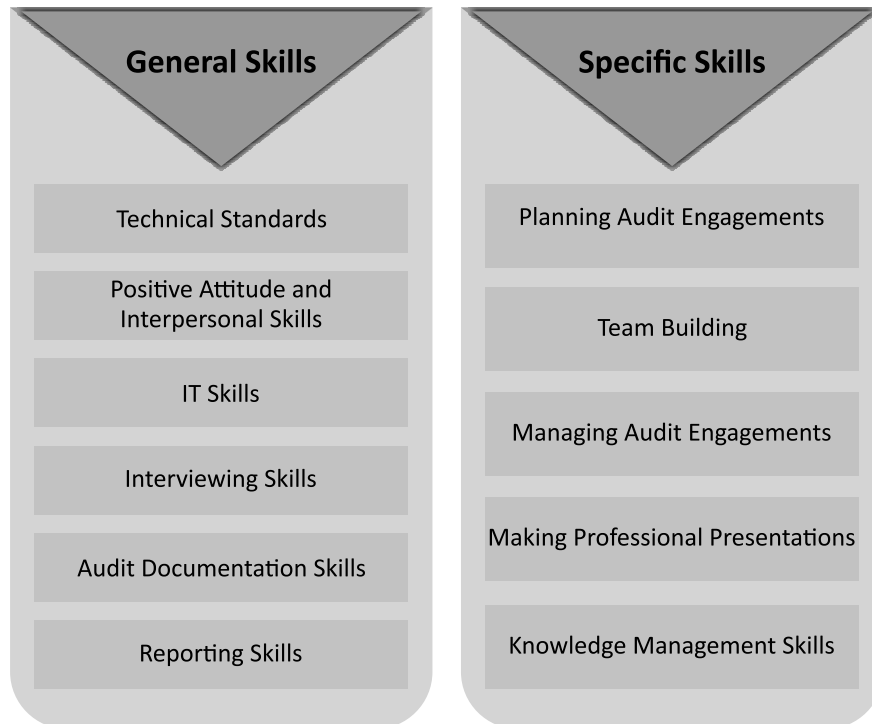 General Skills
Technical Standards
Positive Attitude and
Interpersonal Skills
IT Skills
Interviewing Skills
Audit Documentation Skills
Reporting Skills
Specific Skills
Planning Audit Engagements
Team Building
Managing Audit Engagements
Making Professional Presentations
Knowledge Management Skills